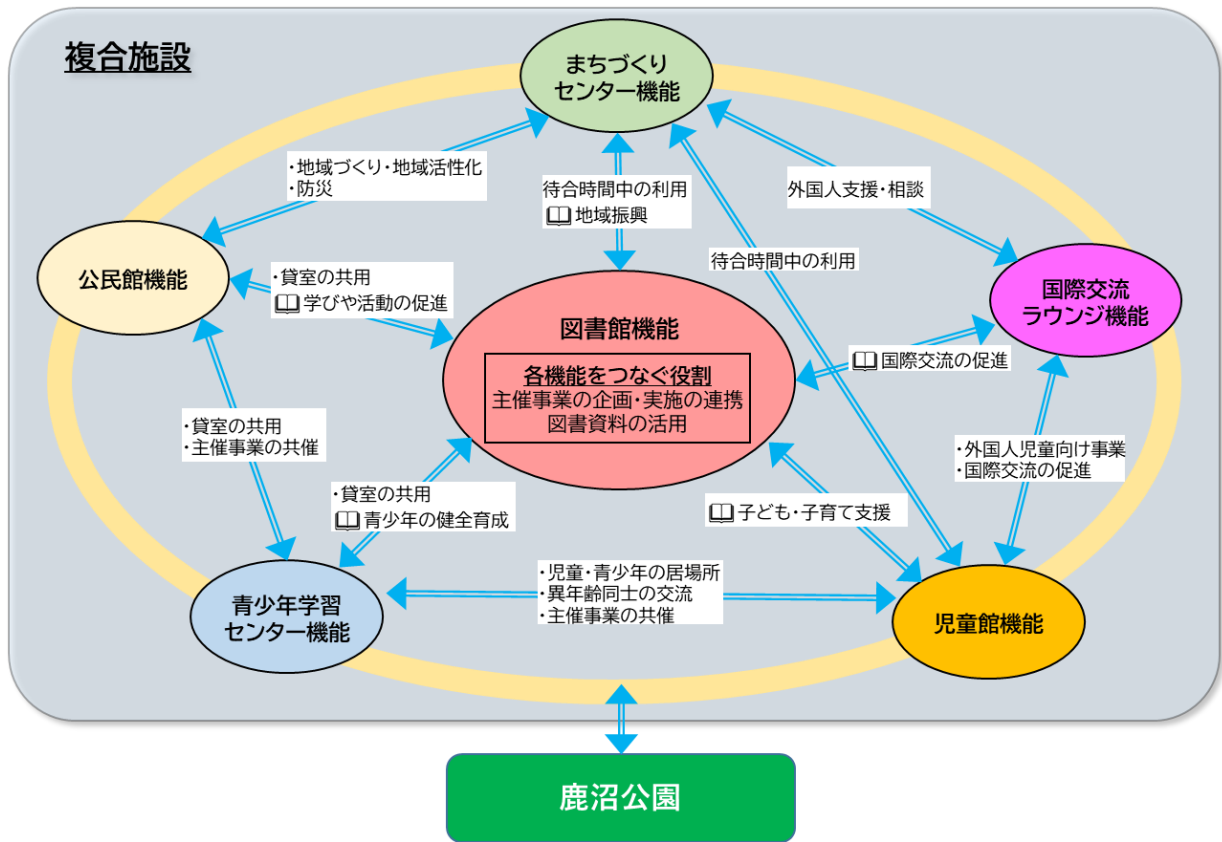 複合施設
まちづくり
センター機能
・地域づくり・地域活性化
・防災
待合時間中の利用
地域振興
外国人支援・相談
待合時間中の利用
公民館機能
・貸室の共用
学びや活動の促進
国際交流
ラウンジ機能
図書館機能
各機能をつなぐ役割
主催事業の企画・実施の連携
図書資料の活用
国際交流の促進
・貸室の共用
・主催事業の共催
・外国人児童向け事業
・国際交流の促進
・貸室の共用
青少年の健全育成
子ども・子育て支援
・児童・青少年の居場所
・異年齢同士の交流
・主催事業の共催
青少年学習
センター機能
児童館機能
鹿沼公園